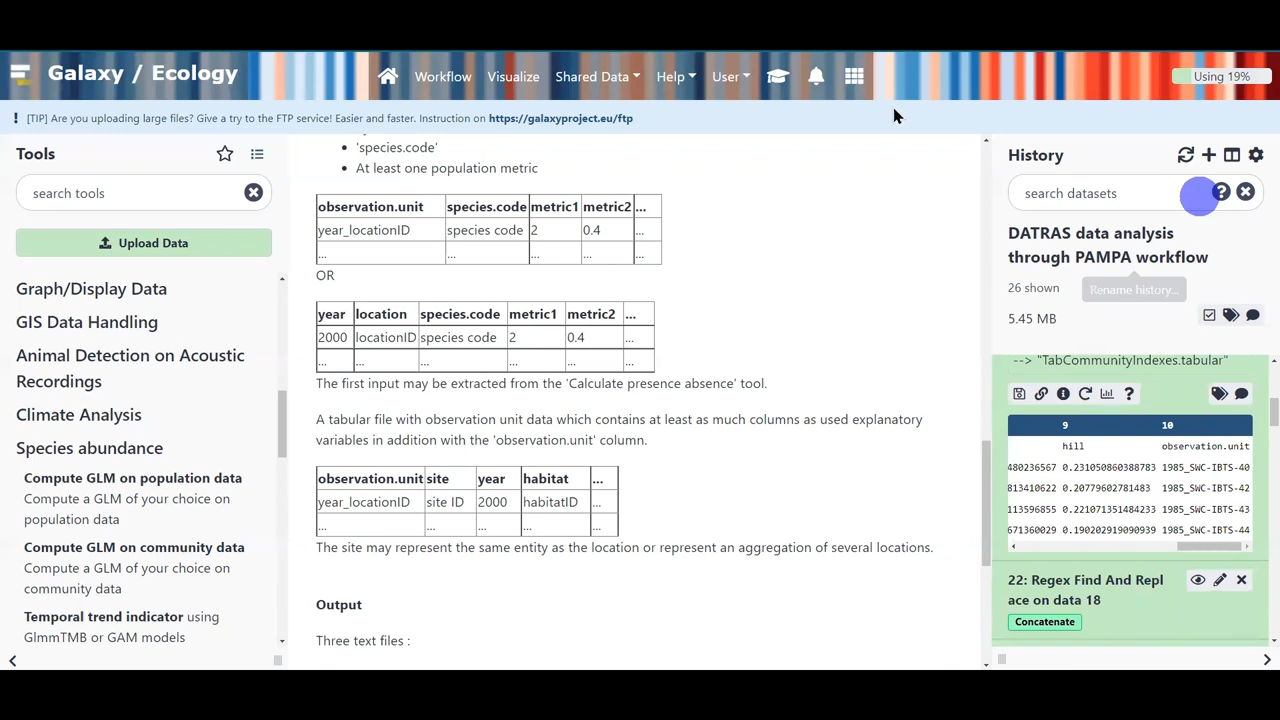 Galaxy / Ecology
Workflow
Visualize
Shared Data
Help
User
Using 19%
! [TIP] Are you uploading large files? Give a try to the FTP service! Easier and faster. Instruction on https://galaxyproject.eu/ftp
Tools
search tools
Upload Data
Graph/Display Data
GIS Data Handling
Animal Detection on Acoustic
Recordings
Climate Analysis
Species abundance
Compute GLM on population data
Compute a GLM of your choice on
population data
Compute GLM on community data
Compute a GLM of your choice on
community data
Temporal trend indicator using
GlmmTMB or GAM models
• 'species.code'
• At least one population metric
observation.unit species.code metric1 metric2 ...
year_locationID species code 2 0.4 ...
... ... ... ... ...
OR
year location species.code metric1 metric2 ...
2000 locationID species code 2 0.4 ...
... ... ... ... ... ...
The first input may be extracted from the 'Calculate presence absence' tool.
A tabular file with observation unit data which contains at least as much columns as used explanatory
variables in addition with the 'observation.unit' column.
observation.unit site year habitat ...
year_locationID site ID 2000 habitatID ...
... ... ... ... ...
The site may represent the same entity as the location or represent an aggregation of several locations.
Output
Three text files :
History
search datasets
DATRAS data analysis
through PAMPA workflow
26 shown
Rename history...
5.45 MB
--> "TabCommunityIndexes.tabular"
9 10
hill observation.unit
480236567 0.231050860388783 1985_SWC-IBTS-40
813410622 0.20779602781483 1985_SWC-IBTS-42
113596855 0.221071351484233 1985_SWC-IBTS-43
671360029 0.190202919090939 1985_SWC-IBTS-44
22: Regex Find And Repl
ace on data 18
Concatenate